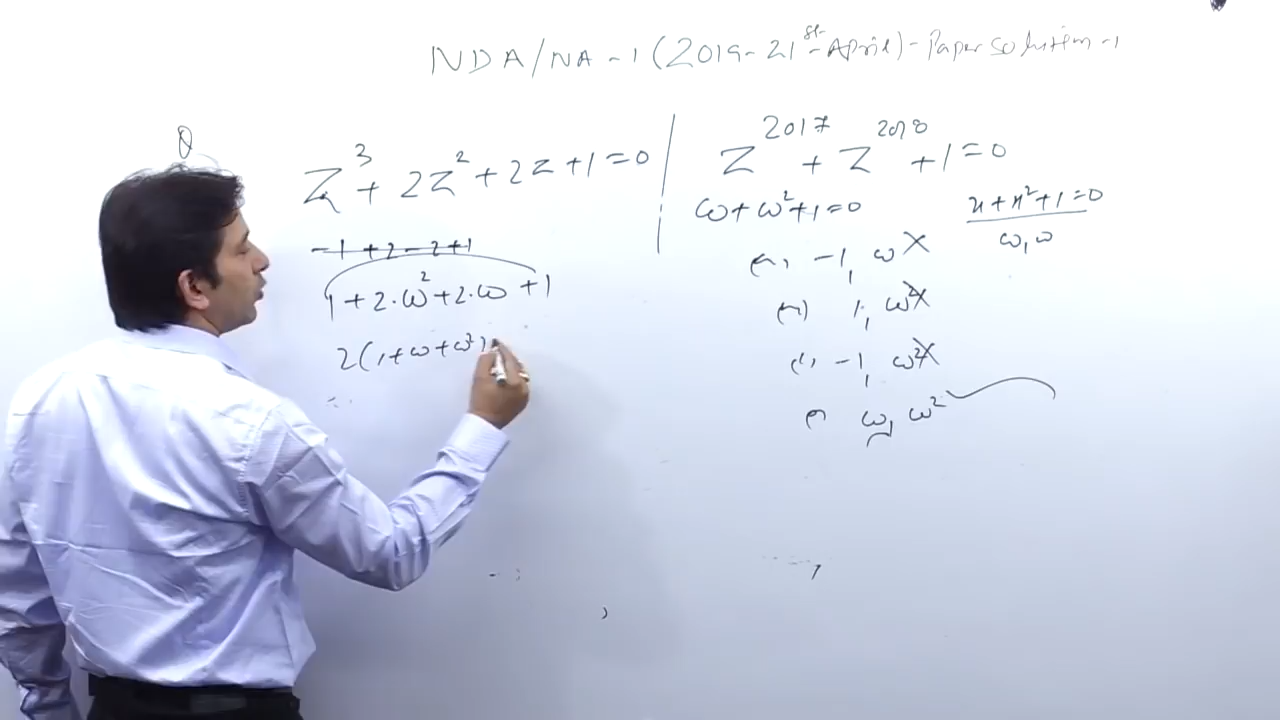 NDA/NA-1 (2019-21st-April)-Paper solution-1
Q
Z³ + 2Z² + 2Z + 1 = 0
-1 + 2 - 2 + 1
1 + 2·ω² + 2·ω + 1
2(1 + ω + ω²)
Z²⁰¹⁷ + Z²⁰¹⁸ + 1 = 0
ω + ω² + 1 = 0
x + x² + 1 = 0
ω, ω
-1, ω ×
1, ω² ×
-1, ω² ×
ω, ω²